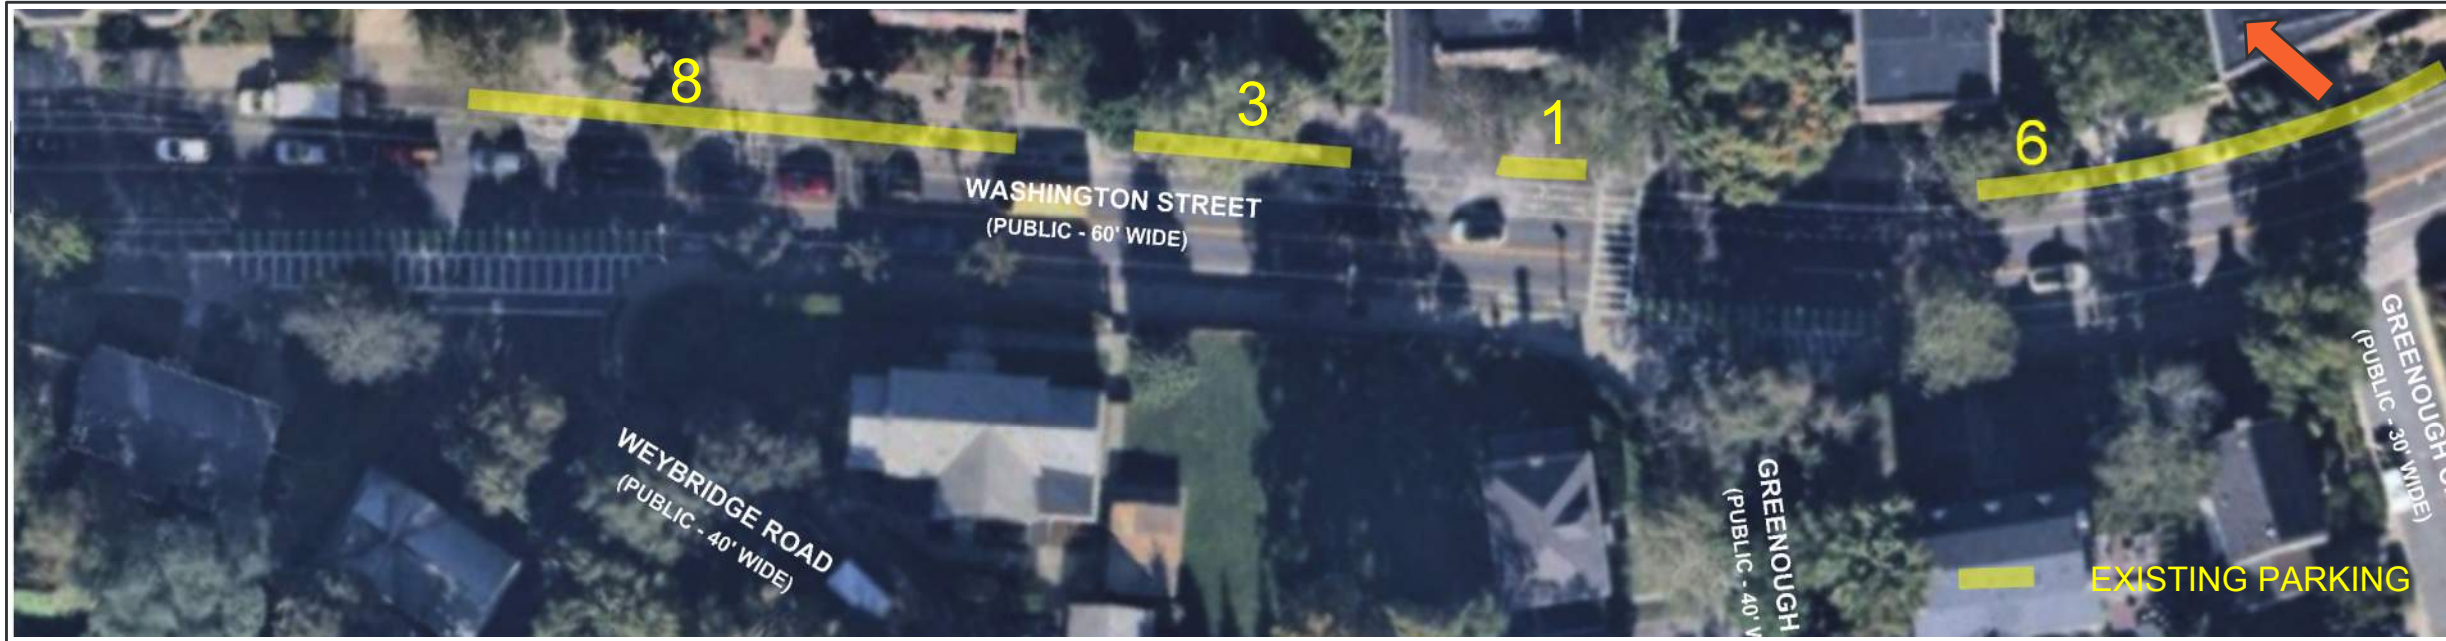 8
3
1
6
WASHINGTON STREET
(PUBLIC - 60' WIDE)
WEYBRIDGE ROAD
(PUBLIC - 40' WIDE)
GREENOUGH
(PUBLIC - 40'
GREENOUGH
(PUBLIC - 30' WIDE)
EXISTING PARKING